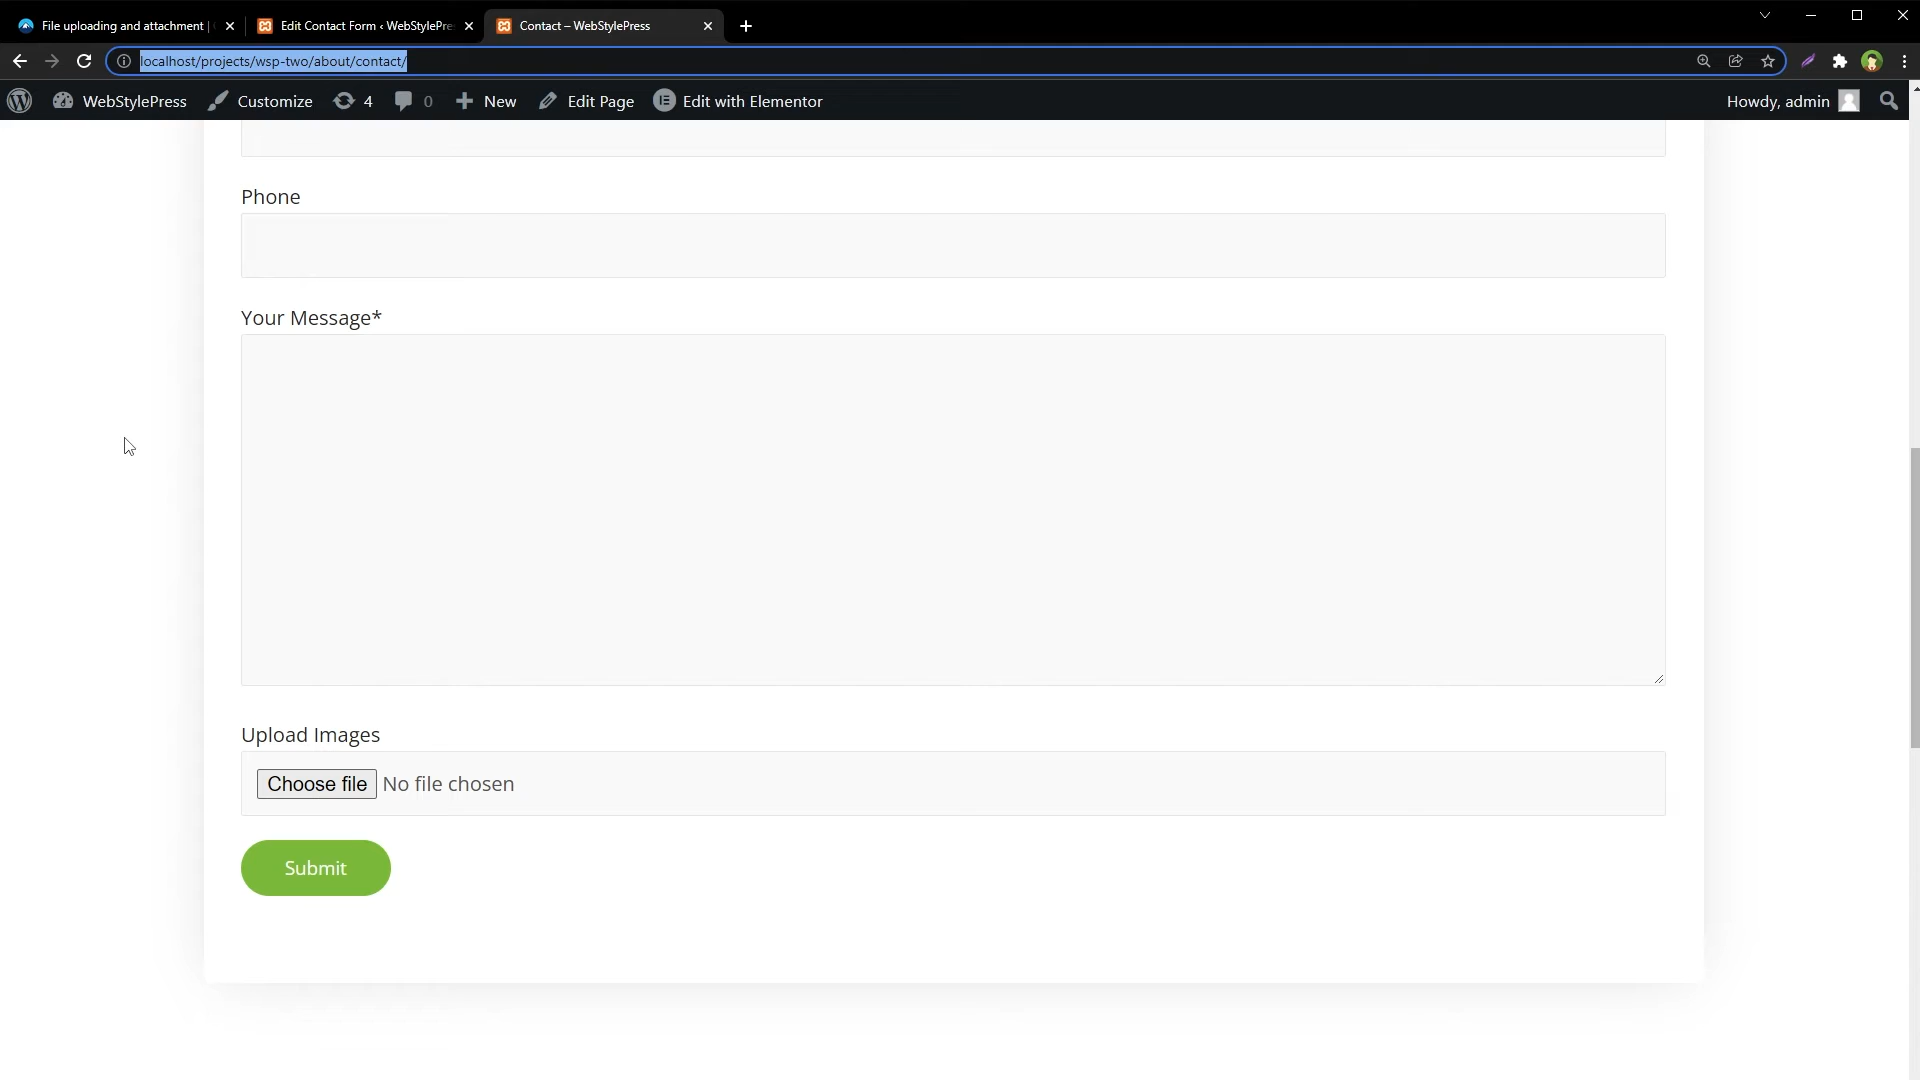 File uploading and attachment |
Edit Contact Form ‹ WebStylePre
Contact – WebStylePress
localhost/projects/wsp-two/about/contact/
WebStylePress Customize 4 0 New Edit Page Edit with Elementor Howdy, admin
Phone
Your Message*
Upload Images
Choose file No file chosen
Submit